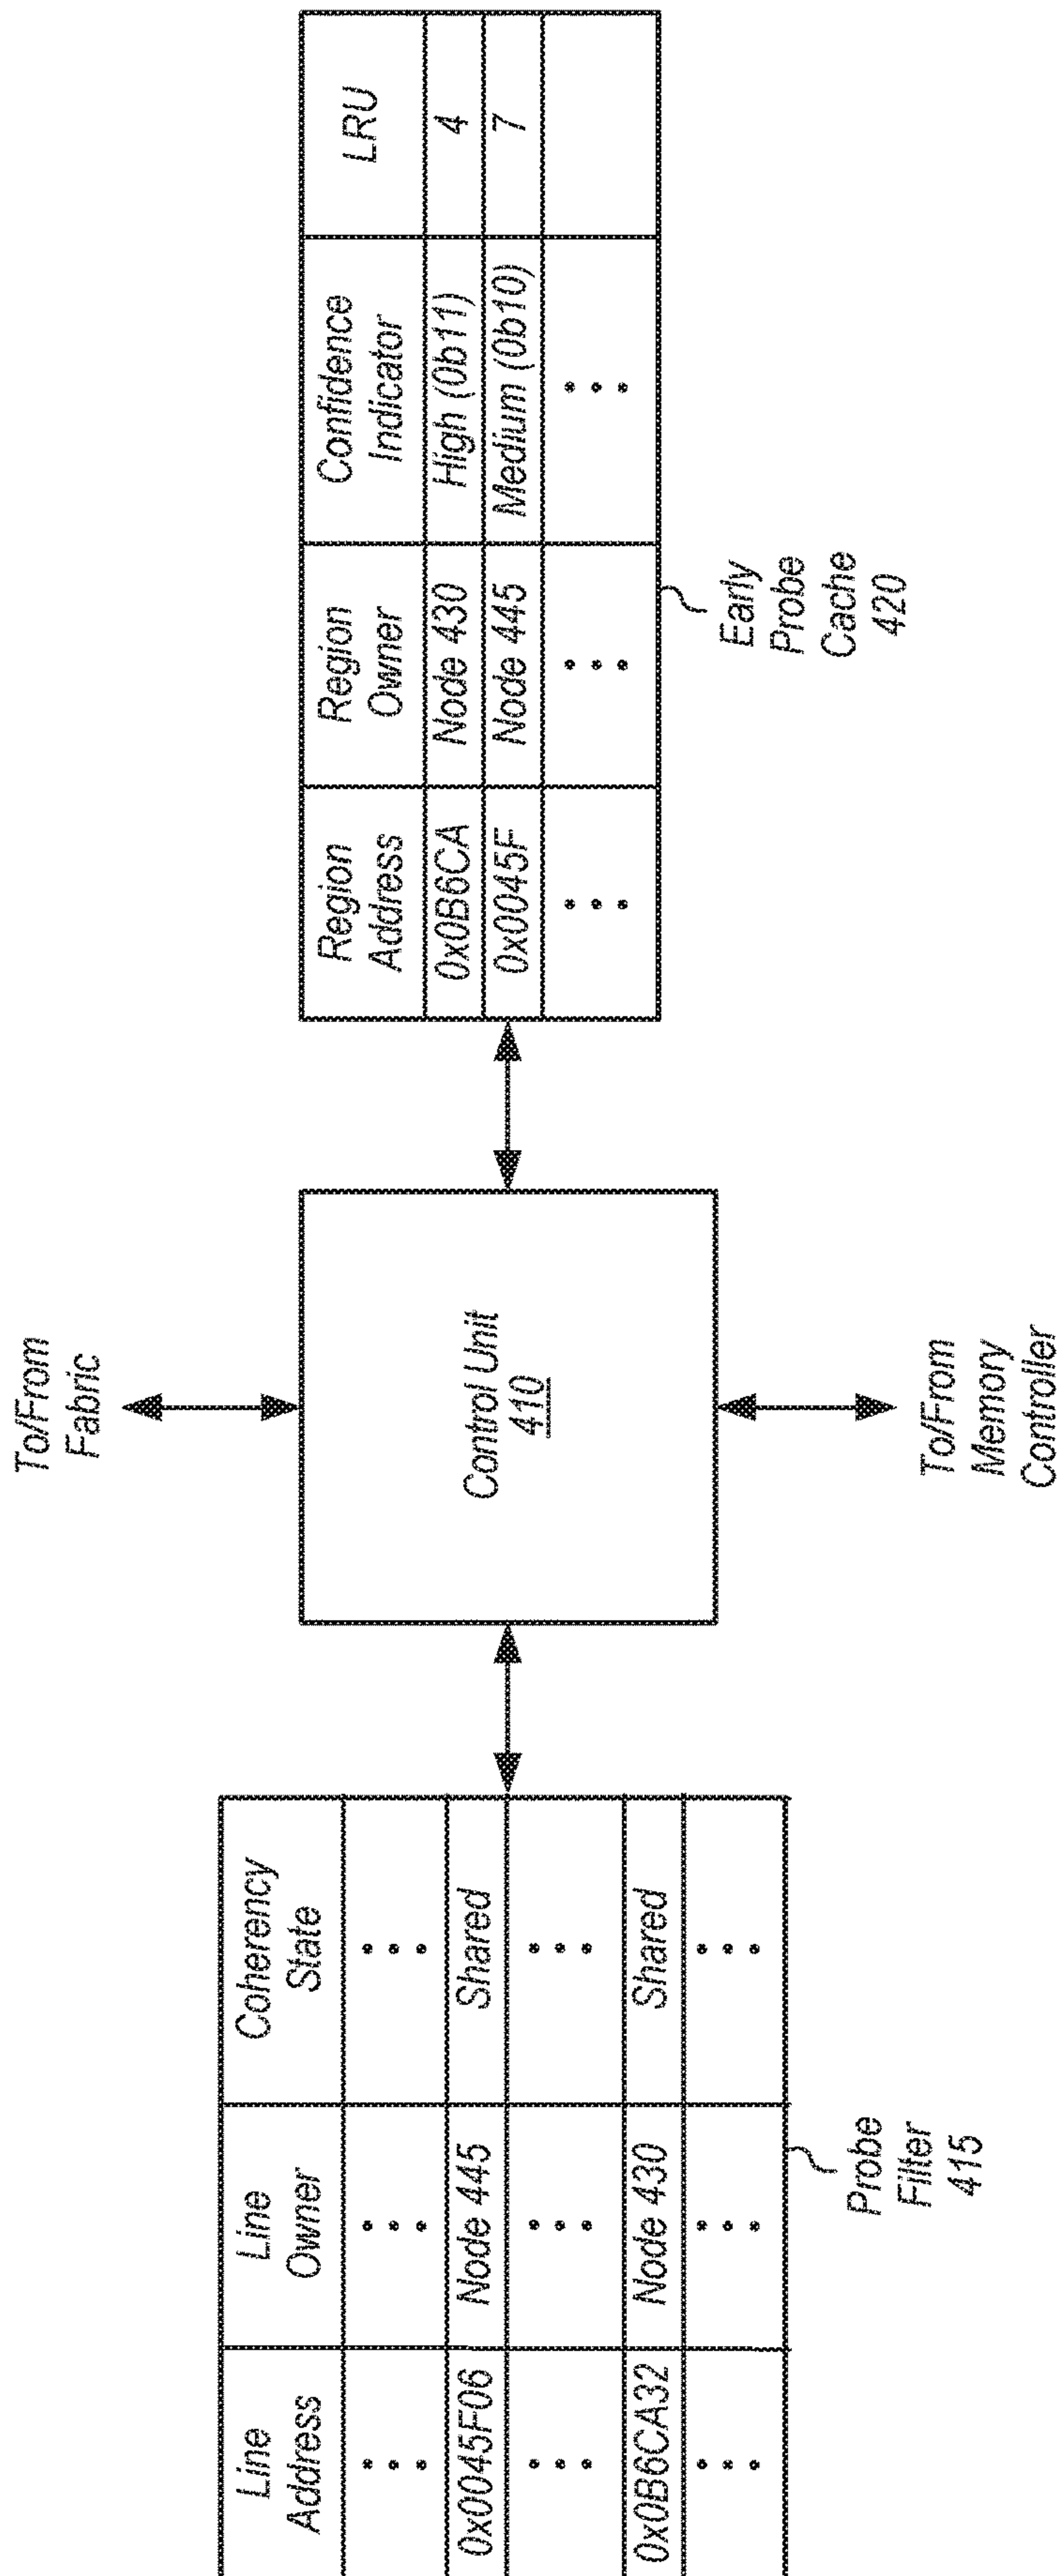 To/From
Fabric
Line
Address
Line
Owner
Coherency
State
0x0045F06
Node 445
Shared
0x0B6CA32
Node 430
Shared
Probe
Filter
415
Control Unit
410
To/From
Memory
Controller
Region
Address
Region
Owner
Confidence
Indicator
LRU
0x0B6CA
Node 430
High (0b11)
4
0x0045F
Node 445
Medium (0b10)
7
Early
Probe
Cache
420